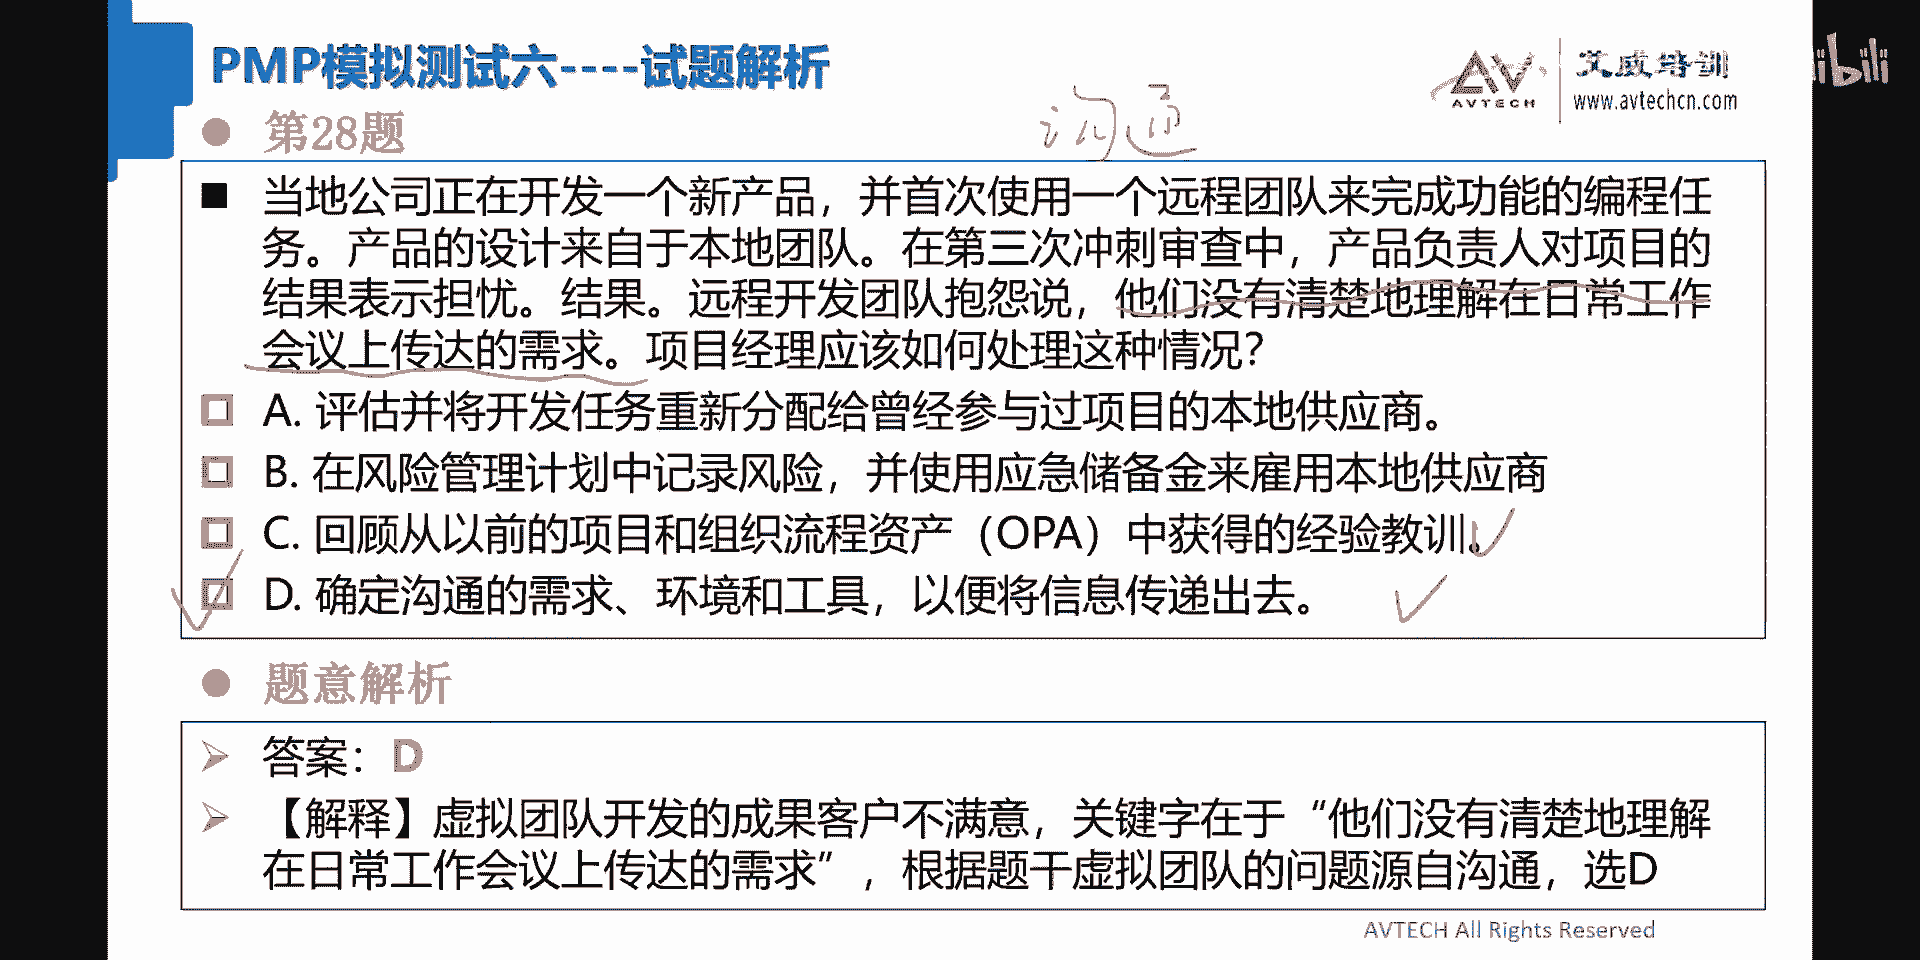 PMP模拟测试六----试题解析
AVTECH
艾威培训
www.avtechcn.com
bilibili
第28题
沟通
当地公司正在开发一个新产品，并首次使用一个远程团队来完成功能的编程任
务。产品的设计来自于本地团队。在第三次冲刺审查中，产品负责人对项目的
结果表示担忧。结果。远程开发团队抱怨说，他们没有清楚地理解在日常工作
会议上传达的需求。项目经理应该如何处理这种情况？
A. 评估并将开发任务重新分配给曾经参与过项目的本地供应商。
B. 在风险管理计划中记录风险，并使用应急储备金来雇用本地供应商
C. 回顾从以前的项目和组织流程资产（OPA）中获得的经验教训。
D. 确定沟通的需求、环境和工具，以便将信息传递出去。
题意解析
答案：D
【解释】虚拟团队开发的成果客户不满意，关键字在于“他们没有清楚地理解
在日常工作会议上传达的需求”，根据题干虚拟团队的问题源自沟通，选D
AVTECH All Rights Reserved